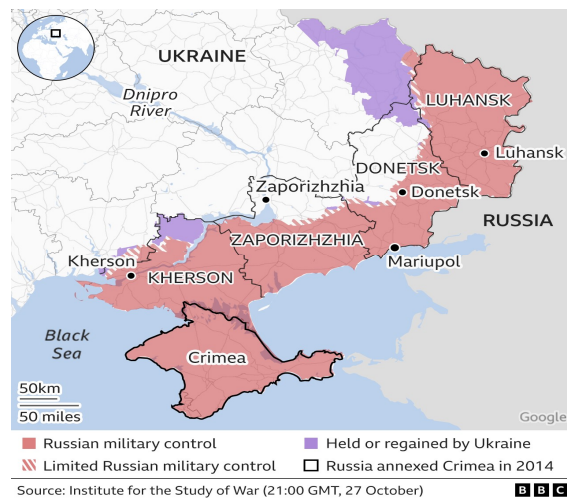 UKRAINE
Dnipro
River
LUHANSK
Luhansk
DONETSK
Zaporizhzhia
Donetsk
RUSSIA
ZAPORIZHZHIA
Kherson
Mariupol
KHERSON
Black
Sea
Crimea
50km
50 miles
Google
Russian military control
Held or regained by Ukraine
Limited Russian military control
Russia annexed Crimea in 2014
Source: Institute for the Study of War (21:00 GMT, 27 October)
BBC